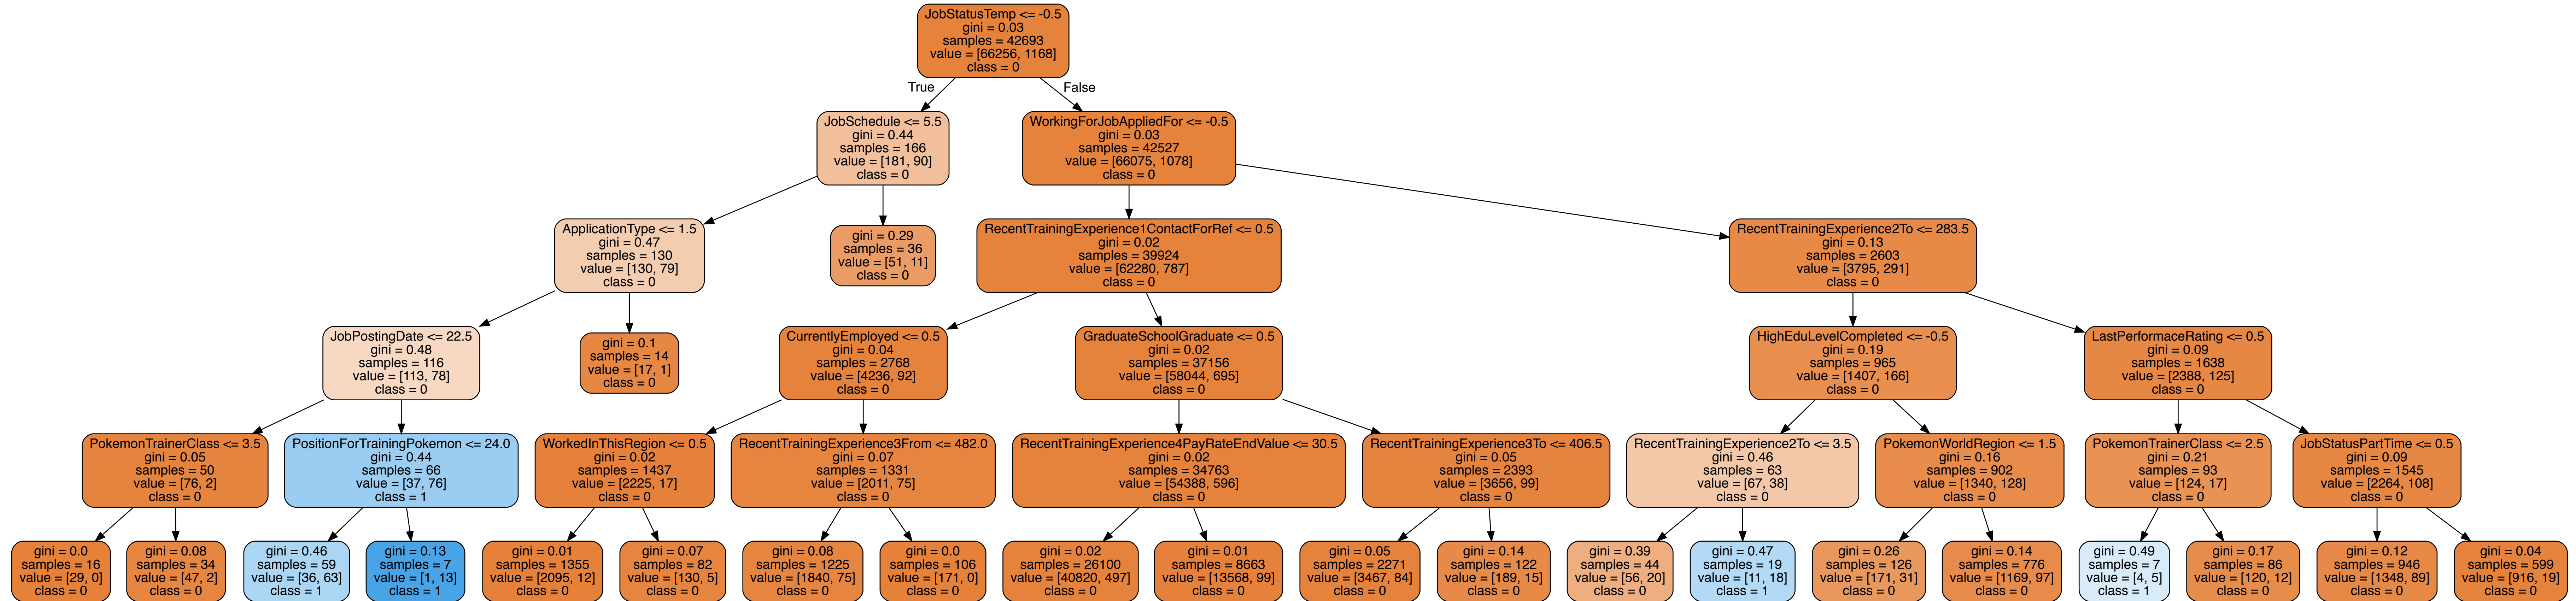 JobStatusTemp <= -0.5
gini = 0.03
samples = 42693
value = [66256, 1168]
class = 0
True
False
JobSchedule <= 5.5
gini = 0.44
samples = 166
value = [181, 90]
class = 0
WorkingForJobAppliedFor <= -0.5
gini = 0.03
samples = 42527
value = [66075, 1078]
class = 0
ApplicationType <= 1.5
gini = 0.47
samples = 130
value = [130, 79]
class = 0
gini = 0.29
samples = 36
value = [51, 11]
class = 0
RecentTrainingExperience1ContactForRef <= 0.5
gini = 0.02
samples = 39924
value = [62280, 787]
class = 0
RecentTrainingExperience2To <= 283.5
gini = 0.13
samples = 2603
value = [3795, 291]
class = 0
JobPostingDate <= 22.5
gini = 0.48
samples = 116
value = [113, 78]
class = 0
gini = 0.1
samples = 14
value = [17, 1]
class = 0
CurrentlyEmployed <= 0.5
gini = 0.04
samples = 2768
value = [4236, 92]
class = 0
GraduateSchoolGraduate <= 0.5
gini = 0.02
samples = 37156
value = [58044, 695]
class = 0
HighEduLevelCompleted <= -0.5
gini = 0.19
samples = 965
value = [1407, 166]
class = 0
LastPerformaceRating <= 0.5
gini = 0.09
samples = 1638
value = [2388, 125]
class = 0
PokemonTrainerClass <= 3.5
gini = 0.05
samples = 50
value = [76, 2]
class = 0
PositionForTrainingPokemon <= 24.0
gini = 0.44
samples = 66
value = [37, 76]
class = 1
WorkedInThisRegion <= 0.5
gini = 0.02
samples = 1437
value = [2225, 17]
class = 0
RecentTrainingExperience3From <= 482.0
gini = 0.07
samples = 1331
value = [2011, 75]
class = 0
RecentTrainingExperience4PayRateEndValue <= 30.5
gini = 0.02
samples = 34763
value = [54388, 596]
class = 0
RecentTrainingExperience3To <= 406.5
gini = 0.05
samples = 2393
value = [3656, 99]
class = 0
RecentTrainingExperience2To <= 3.5
gini = 0.46
samples = 63
value = [67, 38]
class = 0
PokemonWorldRegion <= 1.5
gini = 0.16
samples = 902
value = [1340, 128]
class = 0
PokemonTrainerClass <= 2.5
gini = 0.21
samples = 93
value = [124, 17]
class = 0
JobStatusPartTime <= 0.5
gini = 0.09
samples = 1545
value = [2264, 108]
class = 0
gini = 0.0
samples = 16
value = [29, 0]
class = 0
gini = 0.08
samples = 34
value = [47, 2]
class = 0
gini = 0.46
samples = 59
value = [36, 63]
class = 1
gini = 0.13
samples = 7
value = [1, 13]
class = 1
gini = 0.01
samples = 1355
value = [2095, 12]
class = 0
gini = 0.07
samples = 82
value = [130, 5]
class = 0
gini = 0.08
samples = 1225
value = [1840, 75]
class = 0
gini = 0.0
samples = 106
value = [171, 0]
class = 0
gini = 0.02
samples = 26100
value = [40820, 497]
class = 0
gini = 0.01
samples = 8663
value = [13568, 99]
class = 0
gini = 0.05
samples = 2271
value = [3467, 84]
class = 0
gini = 0.14
samples = 122
value = [189, 15]
class = 0
gini = 0.39
samples = 44
value = [56, 20]
class = 0
gini = 0.47
samples = 19
value = [11, 18]
class = 1
gini = 0.26
samples = 126
value = [171, 31]
class = 0
gini = 0.14
samples = 776
value = [1169, 97]
class = 0
gini = 0.49
samples = 7
value = [4, 5]
class = 1
gini = 0.17
samples = 86
value = [120, 12]
class = 0
gini = 0.12
samples = 946
value = [1348, 89]
class = 0
gini = 0.04
samples = 599
value = [916, 19]
class = 0